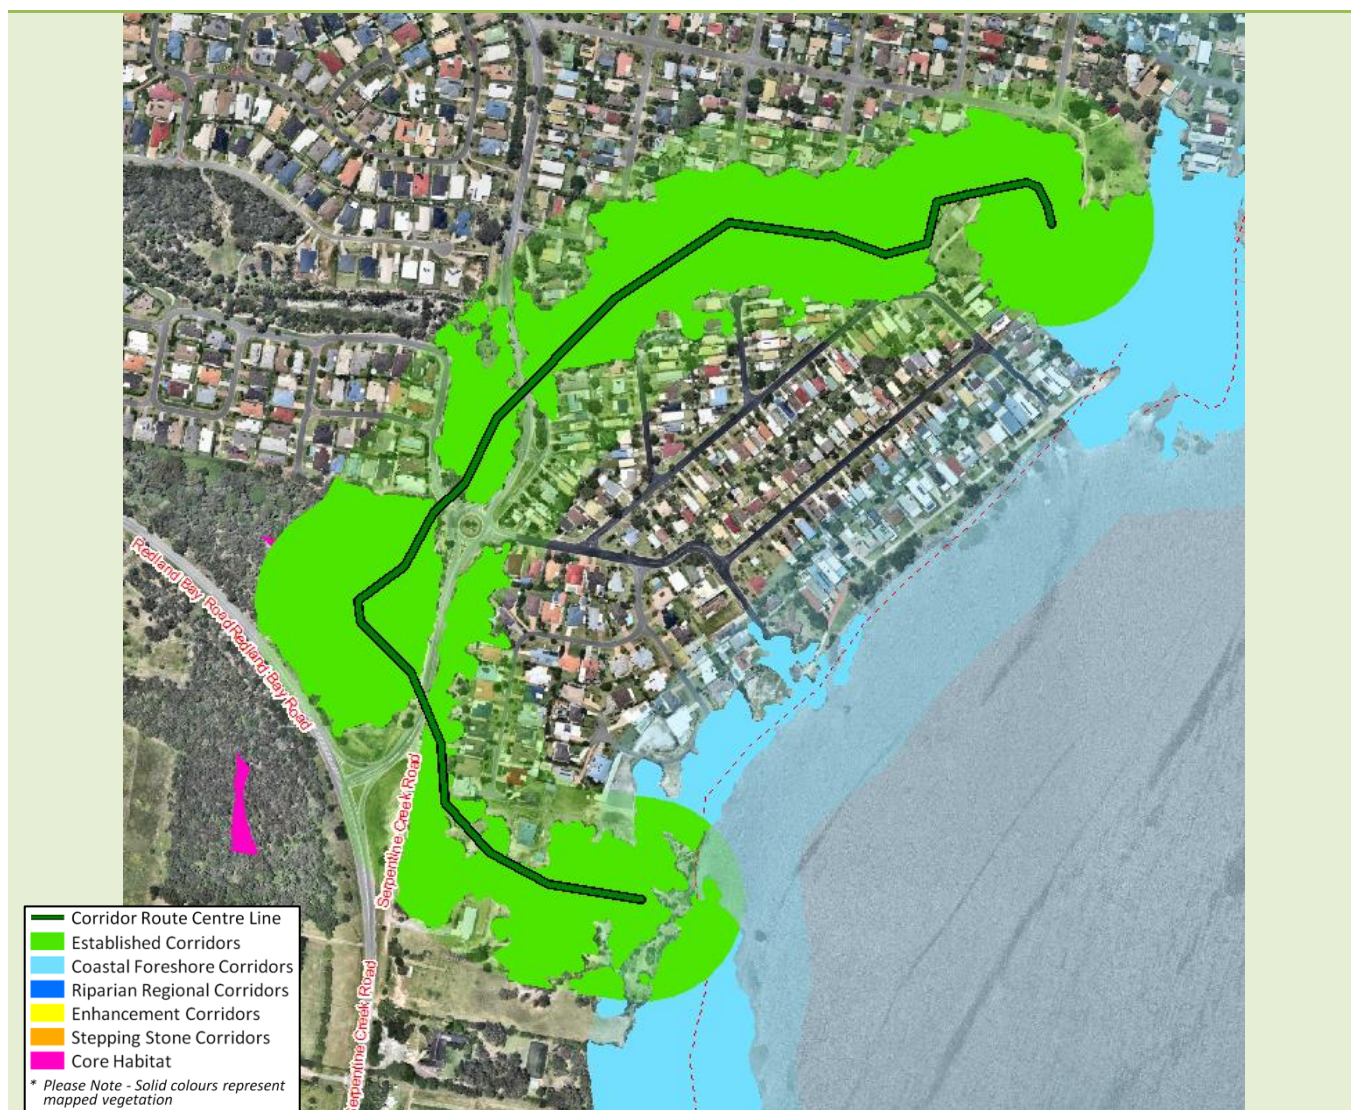 Redland Bay Road
Redland Bay Road
Serpentine Creek Road
Serpentine Creek Road
Corridor Route Centre Line
Established Corridors
Coastal Foreshore Corridors
Riparian Regional Corridors
Enhancement Corridors
Stepping Stone Corridors
Core Habitat
* Please Note - Solid colours represent
mapped vegetation